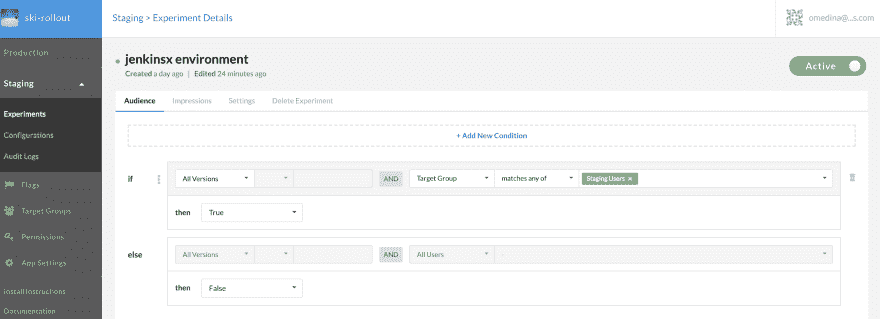 ski-rollout
Staging > Experiment Details
omedina@...s.com
Production
Staging
Experiments
Configurations
Audit Logs
Flags
Target Groups
Permissions
App Settings
Install Instructions
Documentation
jenkinsx environment
Created a day ago | Edited 24 minutes ago
Active
Audience Impressions Settings Delete Experiment
+ Add New Condition
if All Versions AND Target Group matches any of Staging Users ×
then True
else All Versions AND All Users
then False